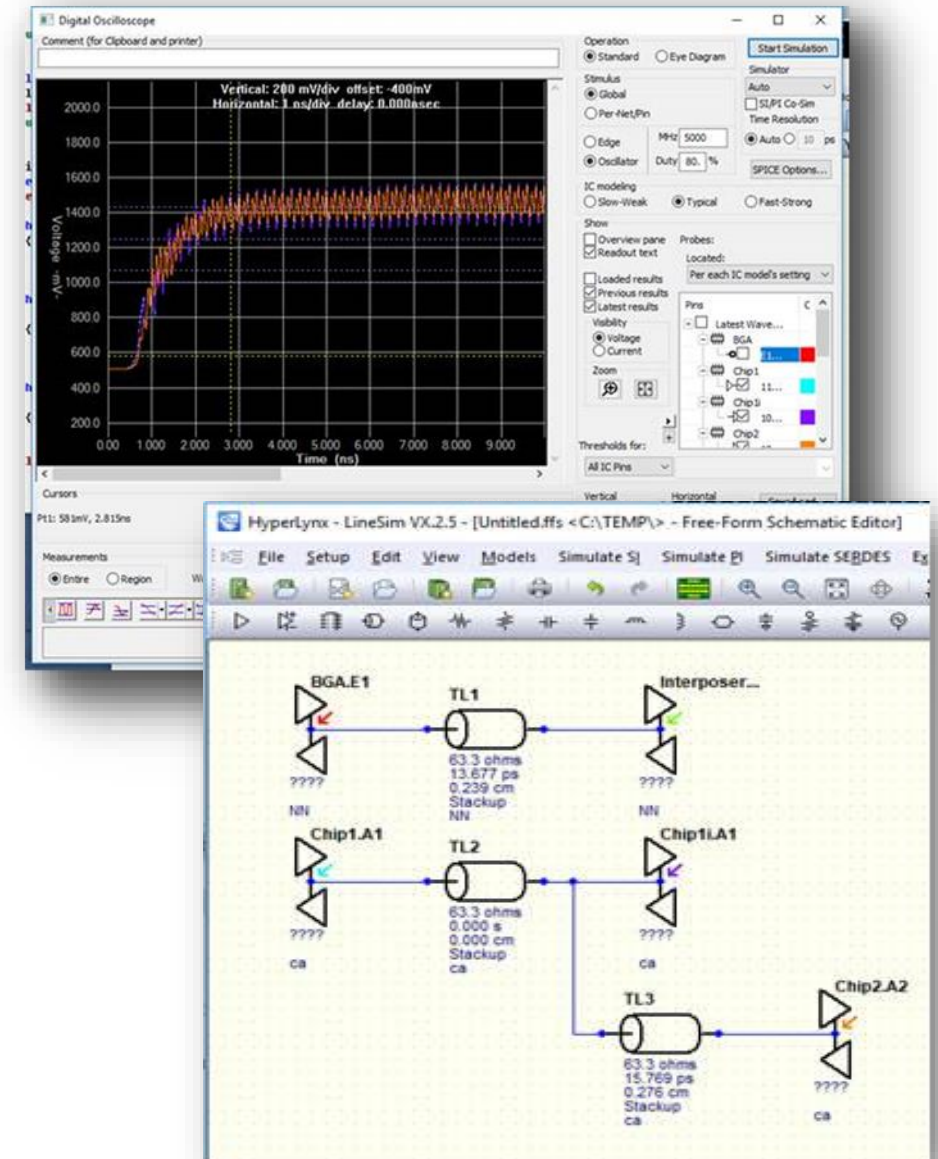 Digital Oscilloscope
Comment (for Clipboard and printer)
Vertical: 200 mV/div offset: -400mV
Horizontal: 1 ns/div delay: 0.000nsec
2000.0
1800.0
1600.0
1400.0
1200.0
1000.0
800.0
600.0
400.0
200.0
Voltage -mV-
0.00 1.000 2.000 3.000 4.000 5.000 6.000 7.000 8.000 9.000
Time (ns)
Cursors
Pt1: 581mV, 2.815ns
Measurements
Entire Region
Operation
Standard Eye Diagram
Start Simulation
Stimulus
Global
Per-Net/Pin
Simulator
Auto
SI/PI Co-Sim
Time Resolution
Auto 10 ps
Edge MHz 5000
Oscillator Duty 80. %
SPICE Options...
IC modeling
Slow-Weak Typical Fast-Strong
Show
Overview pane
Readout text
Loaded results
Previous results
Latest results
Probes:
Located:
Per each IC model's setting
Visibility
Voltage
Current
Zoom
Pins C
Latest Wave...
BGA
E1...
Chip1
11...
Chip1i
10...
Chip2
Thresholds for:
All IC Pins
Vertical Horizontal
HyperLynx - LineSim VX.2.5 - [Untitled.ffs <C:\TEMP\> - Free-Form Schematic Editor]
File Setup Edit View Models Simulate SI Simulate PI Simulate SERDES Ex
BGA.E1
TL1
Interposer...
63.3 ohms
13.677 ps
0.239 cm
Stackup
NN
????
NN
????
NN
Chip1.A1
TL2
Chip1i.A1
63.3 ohms
0.000 s
0.000 cm
Stackup
ca
????
ca
????
ca
TL3
Chip2.A2
63.3 ohms
15.769 ps
0.276 cm
Stackup
ca
????
ca